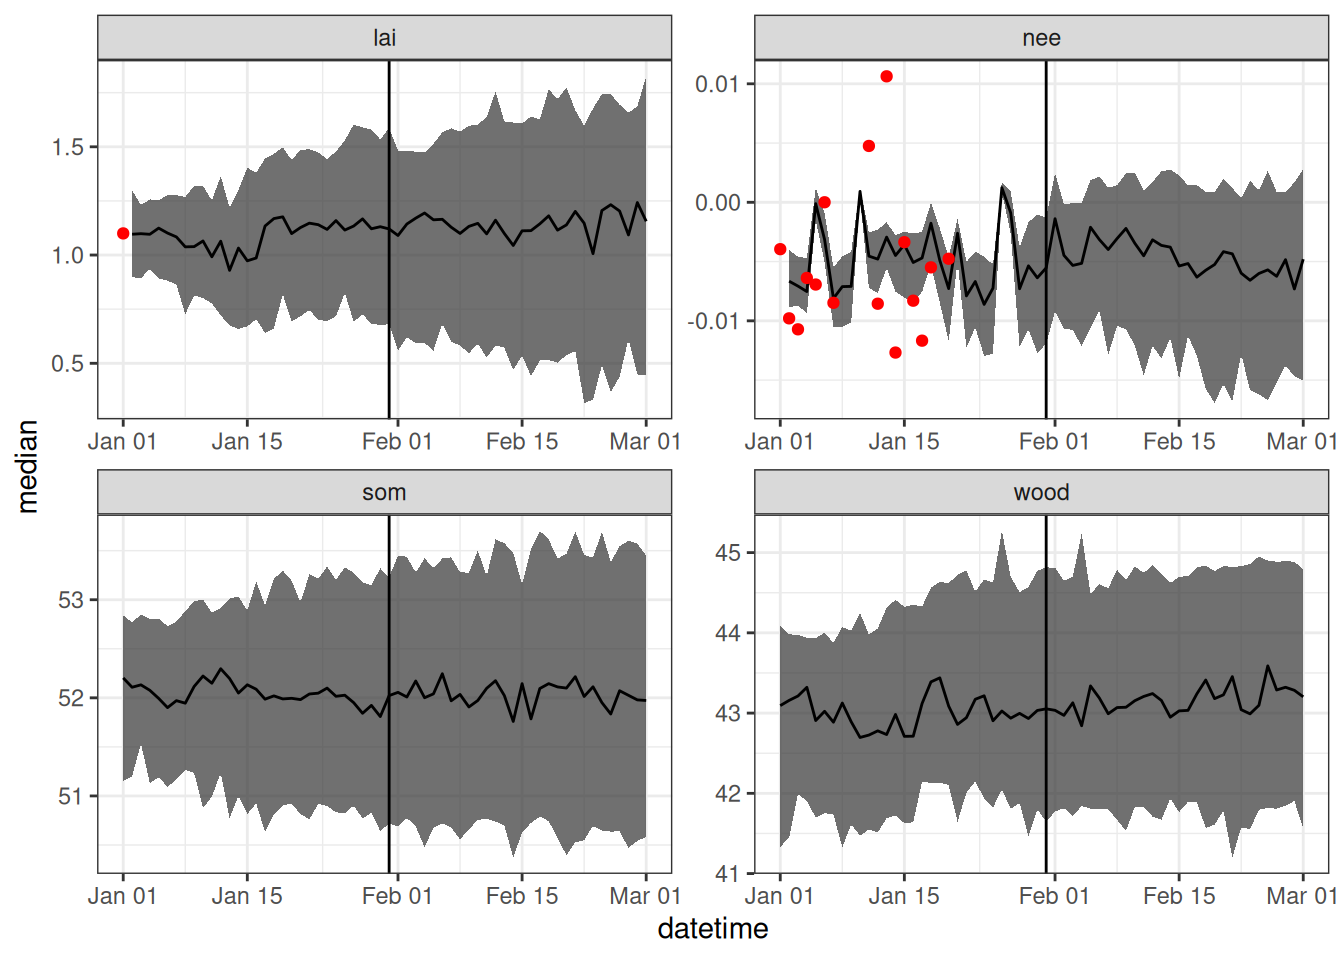 lai
nee
1.5
1.0
0.5
0.01
0.00
-0.01
Jan 01 Jan 15 Feb 01 Feb 15 Mar 01
Jan 01 Jan 15 Feb 01 Feb 15 Mar 01
median
som
wood
53
52
51
45
44
43
42
41
Jan 01 Jan 15 Feb 01 Feb 15 Mar 01
Jan 01 Jan 15 Feb 01 Feb 15 Mar 01
datetime